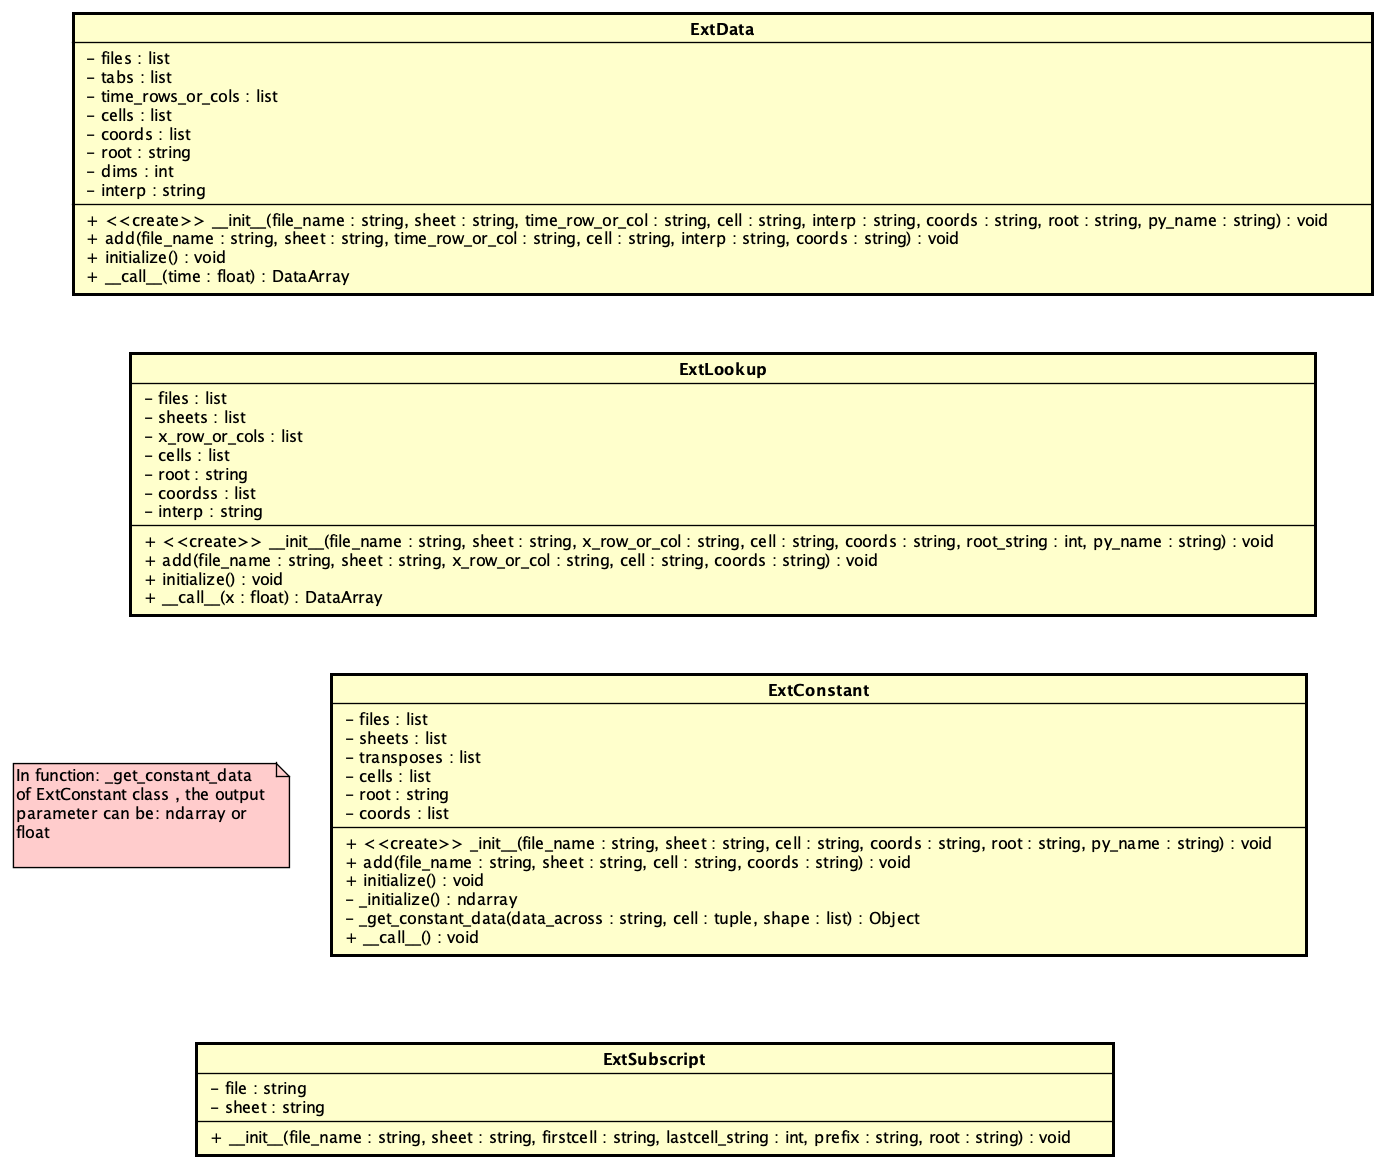 ExtData
– files : list
– tabs : list
– time_rows_or_cols : list
– cells : list
– coords : list
– root : string
– dims : int
– interp : string
+ <<create>> __init__(file_name : string, sheet : string, time_row_or_col : string, cell : string, interp : string, coords : string, root : string, py_name : string) : void
+ add(file_name : string, sheet : string, time_row_or_col : string, cell : string, interp : string, coords : string) : void
+ initialize() : void
+ __call__(time : float) : DataArray
ExtLookup
– files : list
– sheets : list
– x_row_or_cols : list
– cells : list
– root : string
– coordss : list
– interp : string
+ <<create>> __init__(file_name : string, sheet : string, x_row_or_col : string, cell : string, coords : string, root_string : int, py_name : string) : void
+ add(file_name : string, sheet : string, x_row_or_col : string, cell : string, coords : string) : void
+ initialize() : void
+ __call__(x : float) : DataArray
ExtConstant
– files : list
– sheets : list
– transposes : list
– cells : list
– root : string
– coords : list
+ <<create>> _init__(file_name : string, sheet : string, cell : string, coords : string, root : string, py_name : string) : void
+ add(file_name : string, sheet : string, cell : string, coords : string) : void
+ initialize() : void
– _initialize() : ndarray
– _get_constant_data(data_across : string, cell : tuple, shape : list) : Object
+ __call__() : void
In function: _get_constant_data
of ExtConstant class , the output
parameter can be: ndarray or
float
ExtSubscript
– file : string
– sheet : string
+ __init__(file_name : string, sheet : string, firstcell : string, lastcell_string : int, prefix : string, root : string) : void